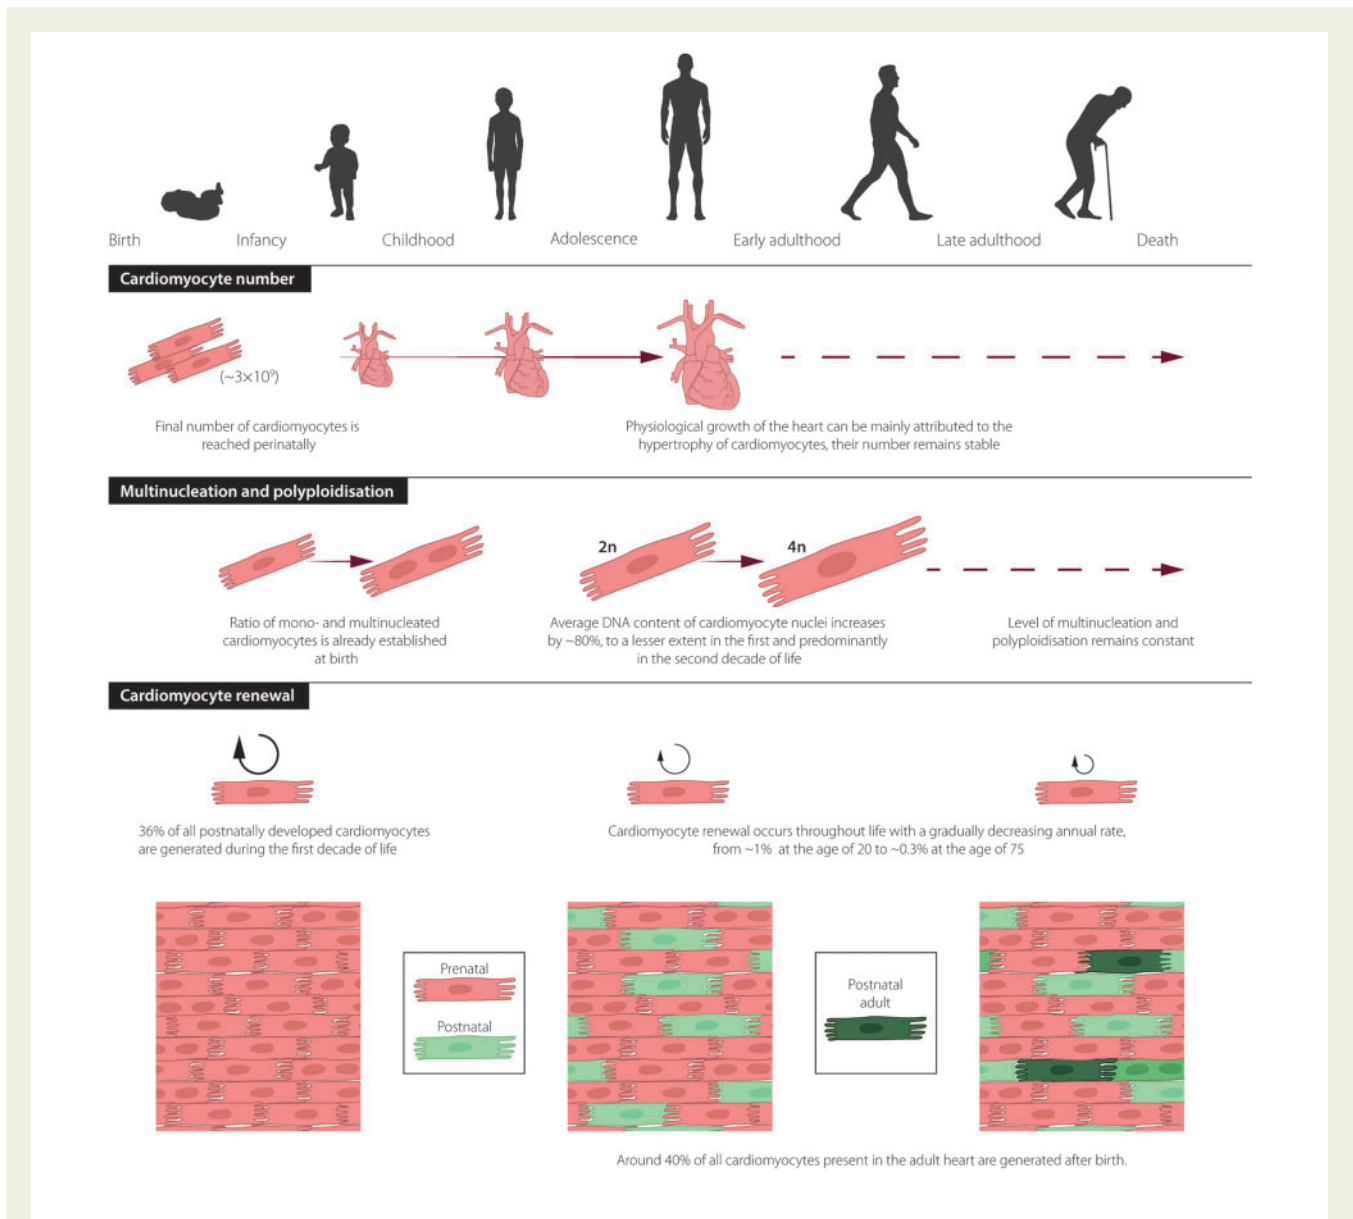 Birth
Infancy
Childhood
Adolescence
Early adulthood
Late adulthood
Death
Cardiomyocyte number
(~3×10⁹)
Final number of cardiomyocytes is
reached perinatally
Physiological growth of the heart can be mainly attributed to the
hypertrophy of cardiomyocytes, their number remains stable
Multinucleation and polyploidisation
2n
4n
Ratio of mono- and multinucleated
cardiomyocytes is already established
at birth
Average DNA content of cardiomyocyte nuclei increases
by ~80%, to a lesser extent in the first and predominantly
in the second decade of life
Level of multinucleation and
polyploidisation remains constant
Cardiomyocyte renewal
36% of all postnatally developed cardiomyocytes
are generated during the first decade of life
Cardiomyocyte renewal occurs throughout life with a gradually decreasing annual rate,
from ~1% at the age of 20 to ~0.3% at the age of 75
Prenatal
Postnatal
Postnatal
adult
Around 40% of all cardiomyocytes present in the adult heart are generated after birth.